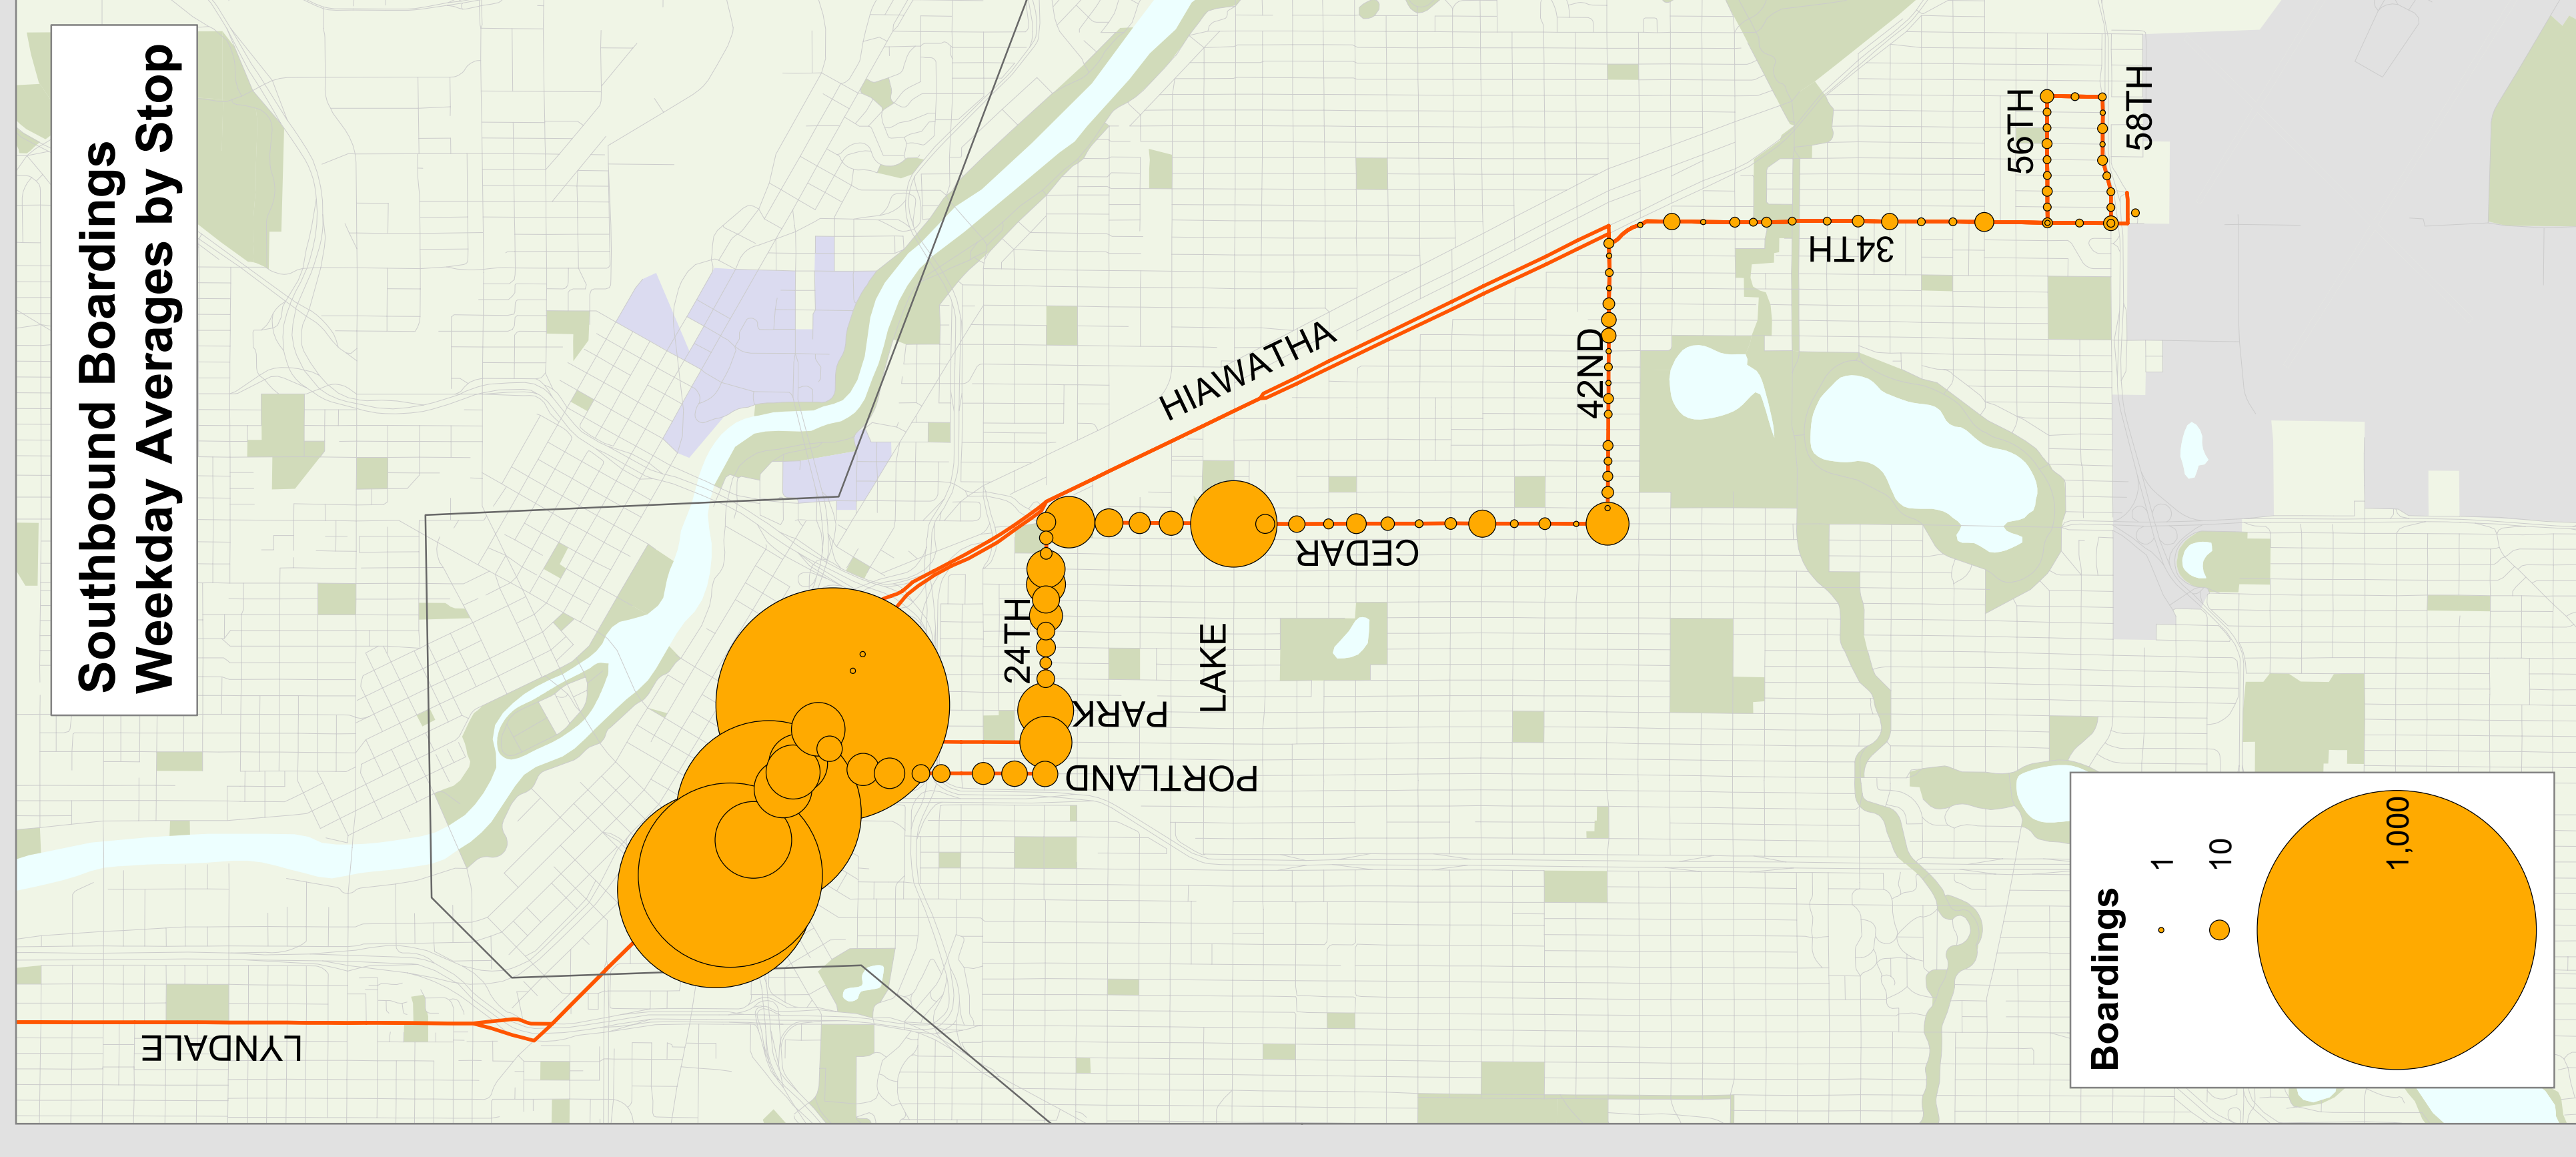 Southbound Boardings
Weekday Averages by Stop
LYNDALE
HIAWATHA
24TH
PARK
PORTLAND
LAKE
CEDAR
42ND
34TH
56TH
58TH
Boardings
1
10
1,000